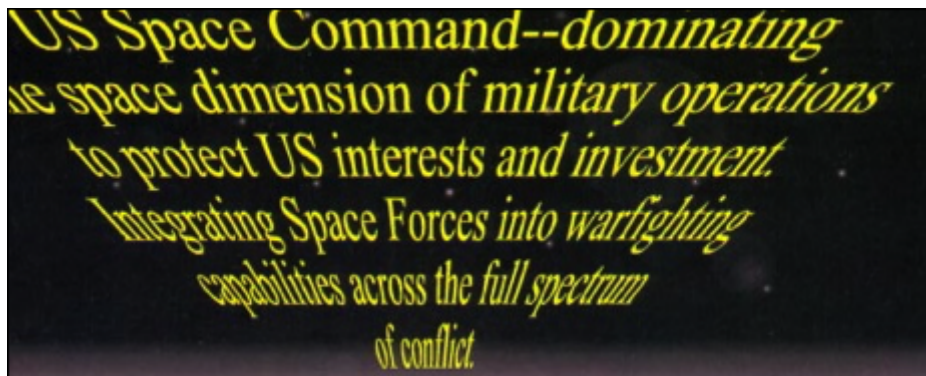 US Space Command--dominating
he space dimension of military operations
to protect US interests and investment.
Integrating Space Forces into warfighting
capabilities across the full spectrum
of conflict.